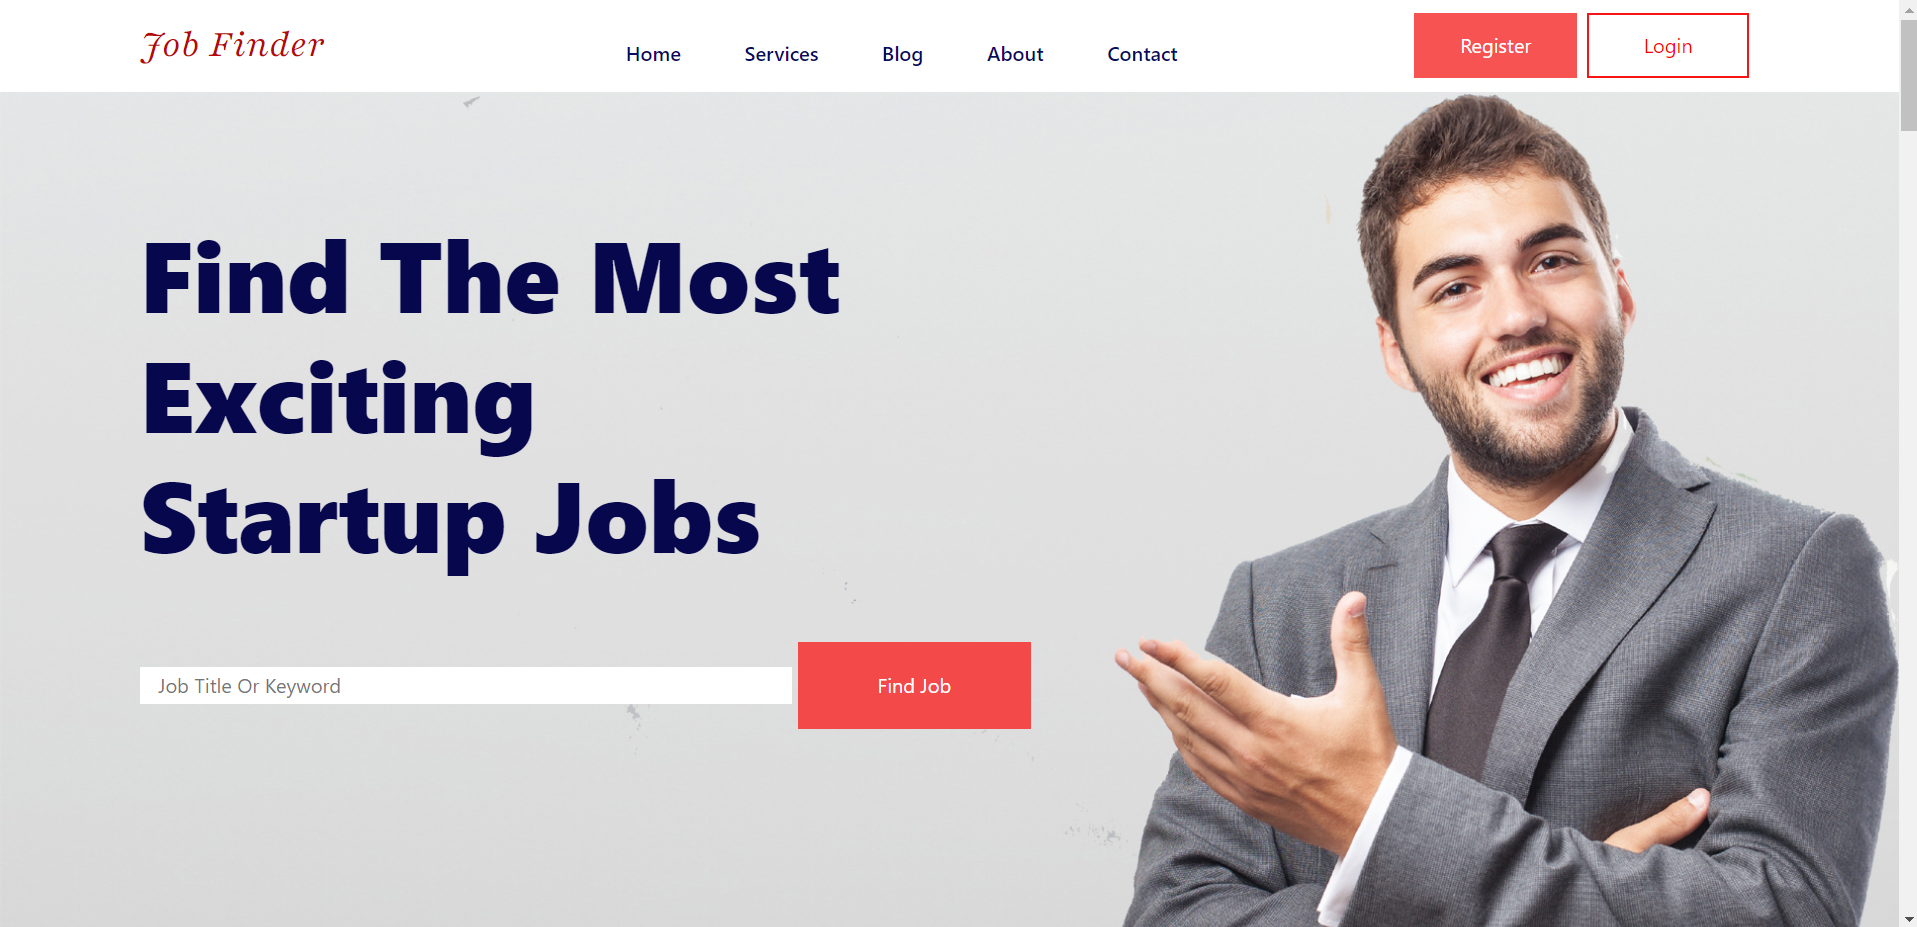 Job Finder
Home Services Blog About Contact
Register Login
Find The Most
Exciting
Startup Jobs
Job Title Or Keyword
Find Job